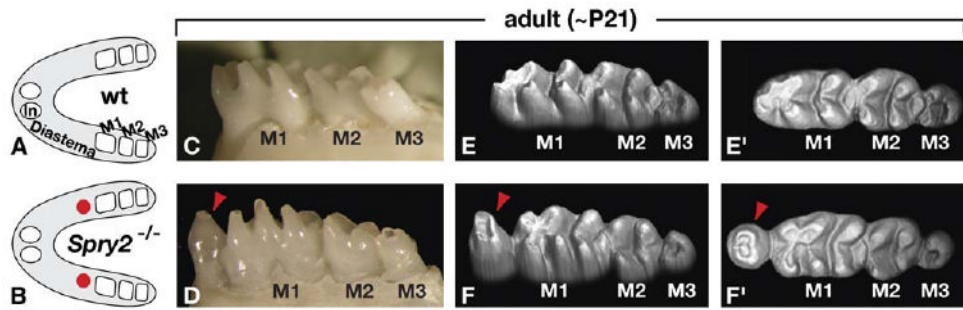 adult (~P21)
wt
In
Diastema
M1 M2 M3
A
M1 M2 M3
C
M1 M2 M3
E
M1 M2 M3
E'
Spry2 -/-
B
M1 M2 M3
D
M1 M2 M3
F
M1 M2 M3
F'